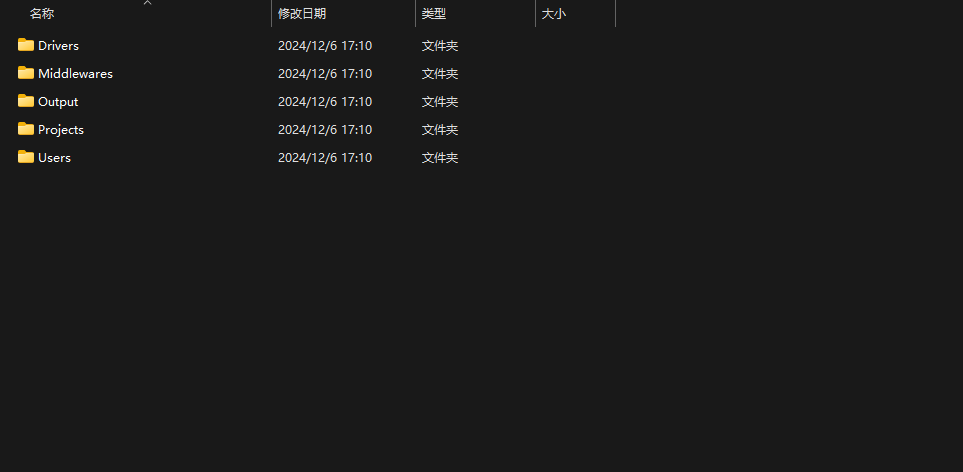 名称 修改日期 类型 大小
Drivers 2024/12/6 17:10 文件夹
Middlewares 2024/12/6 17:10 文件夹
Output 2024/12/6 17:10 文件夹
Projects 2024/12/6 17:10 文件夹
Users 2024/12/6 17:10 文件夹